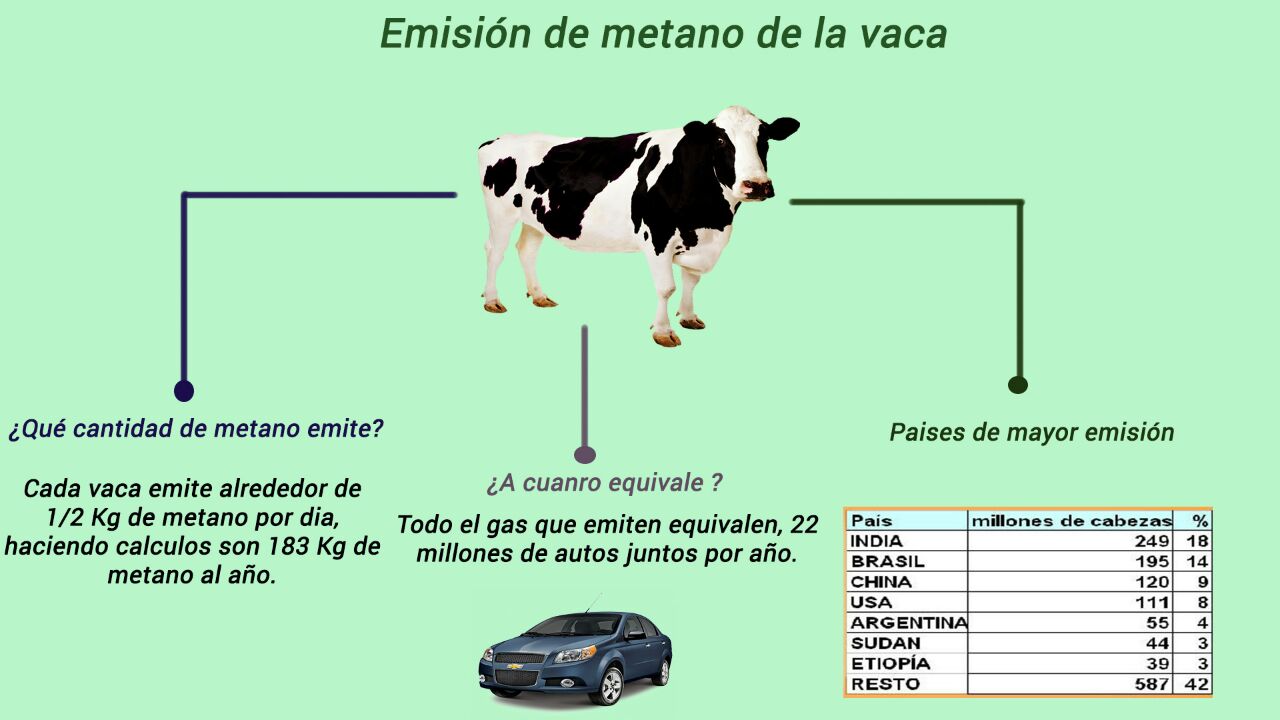 Emisión de metano de la vaca
¿Qué cantidad de metano emite?
Cada vaca emite alrededor de
1/2 Kg de metano por dia,
haciendo calculos son 183 Kg de
metano al año.
¿A cuanro equivale ?
Todo el gas que emiten equivalen, 22
millones de autos juntos por año.
Paises de mayor emisión
País millones de cabezas %
INDIA 249 18
BRASIL 195 14
CHINA 120 9
USA 111 8
ARGENTINA 55 4
SUDAN 44 3
ETIOPÍA 39 3
RESTO 587 42